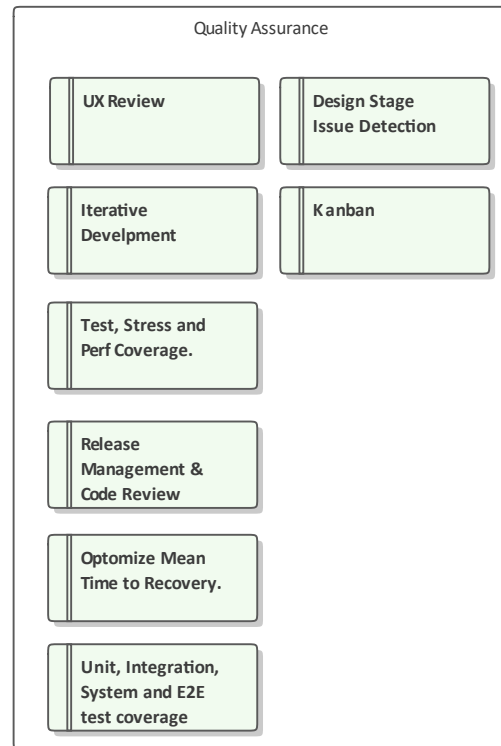 Quality Assurance
UX Review
Design Stage
Issue Detection
Iterative
Develpment
Kanban
Test, Stress and
Perf Coverage.
Release
Management &
Code Review
Optomize Mean
Time to Recovery.
Unit, Integration,
System and E2E
test coverage